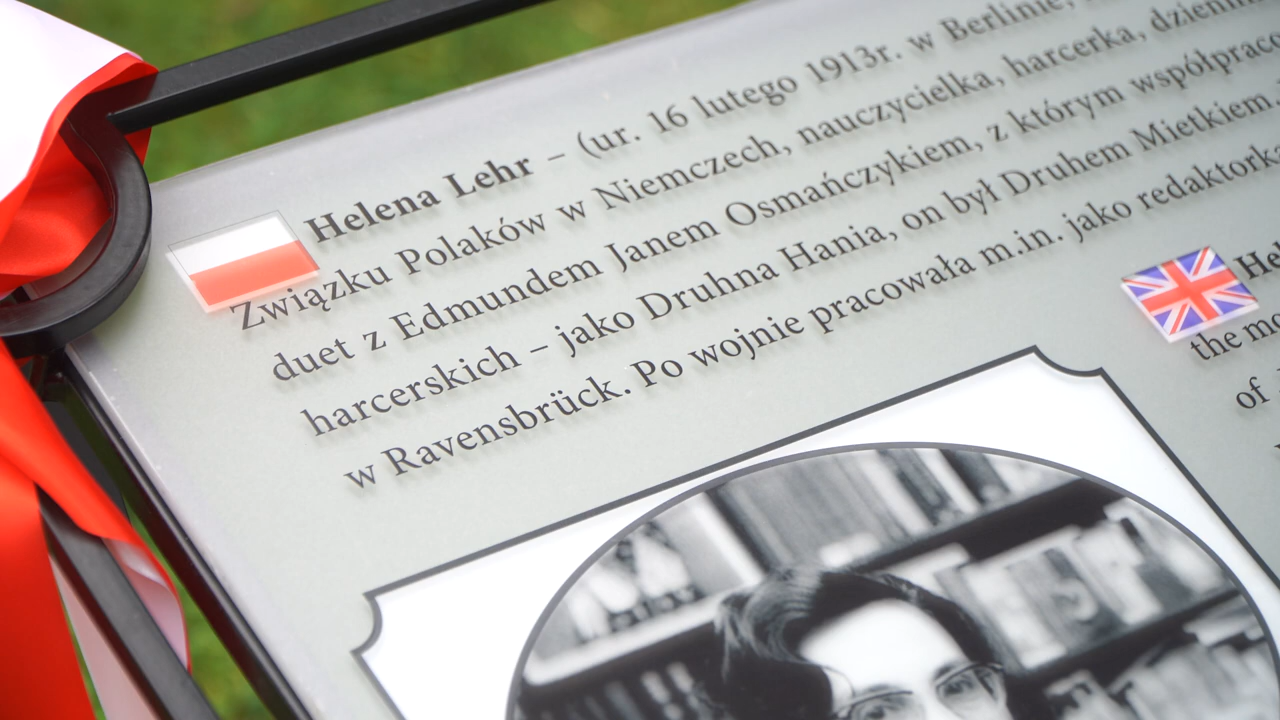 Helena Lehr – (ur. 16 lutego 1913r. w Berlinie,
Związku Polaków w Niemczech, nauczycielka, harcerka,
duet z Edmundem Janem Osmańczykiem, z którym
harcerskich – jako Druhna Hania, on był Druhem Mietkiem.
w Ravensbrück. Po wojnie pracowała m.in. jako redaktorka
Hel
the mo
of